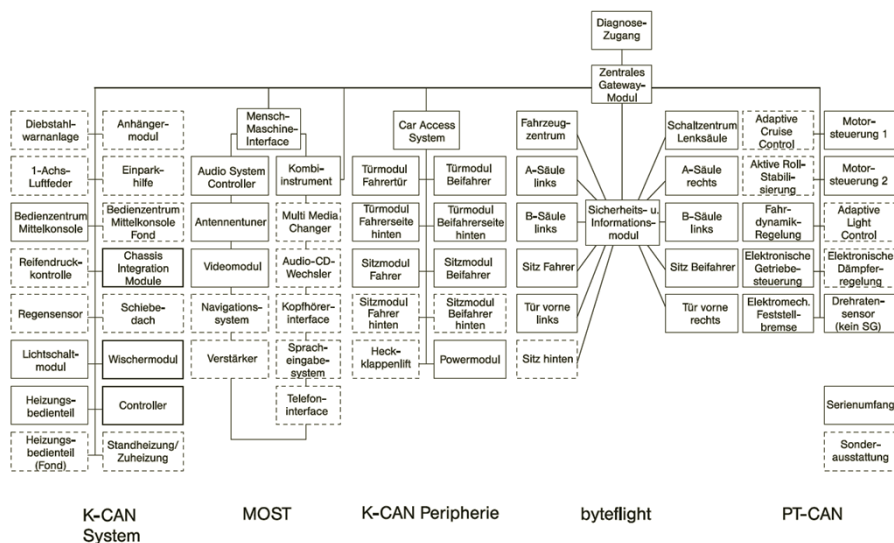 Diagnose-
Zugang
Zentrales
Gateway-
Modul
Diebstahl-
warnanlage
Anhänger-
modul
1-Achs-
Luftfeder
Einpark-
hilfe
Bedienzentrum
Mittelkonsole
Bedienzentrum
Mittelkonsole
Fond
Reifendruck-
kontrolle
Chassis
Integration
Module
Regensensor
Schiebe-
dach
Lichtschalt-
modul
Wischermodul
Heizungs-
bedienteil
Controller
Heizungs-
bedienteil
(Fond)
Standheizung/
Zuheizung
K-CAN
System
Mensch-
Maschine-
Interface
Audio System
Controller
Kombi-
instrument
Antennentuner
Multi Media
Changer
Videomodul
Audio-CD-
Wechsler
Navigations-
system
Kopfhörer-
interface
Verstärker
Sprach-
eingabe-
system
Telefon-
interface
MOST
Car Access
System
Türmodul
Fahrertür
Türmodul
Beifahrer
Türmodul
Fahrerseite
hinten
Türmodul
Beifahrerseite
hinten
Sitzmodul
Fahrer
Sitzmodul
Beifahrer
Sitzmodul
Fahrer
hinten
Sitzmodul
Beifahrer
hinten
Heck-
klappenlift
Powermodul
K-CAN Peripherie
Fahrzeug-
zentrum
Schaltzentrum
Lenksäule
A-Säule
links
A-Säule
rechts
B-Säule
links
Sicherheits- u.
Informations-
modul
B-Säule
links
Sitz Fahrer
Sitz Beifahrer
Tür vorne
links
Tür vorne
rechts
Sitz hinten
byteflight
Adaptive
Cruise
Control
Motor-
steuerung 1
Aktive Roll-
Stabili-
sierung
Motor-
steuerung 2
Fahr-
dynamik-
Regelung
Adaptive
Light
Control
Elektronische
Getriebe-
steuerung
Elektronische
Dämpfer-
regelung
Elektromech.
Feststell-
bremse
Drehraten-
sensor
(kein SG)
PT-CAN
Serienumfang
Sonder-
ausstattung